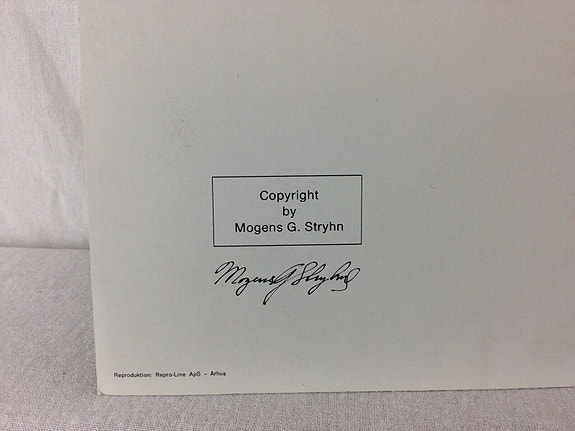 Copyright
by
Mogens G. Stryhn
Mogens G Stryhn
Reproduktion: Repro-Line ApS – Århus